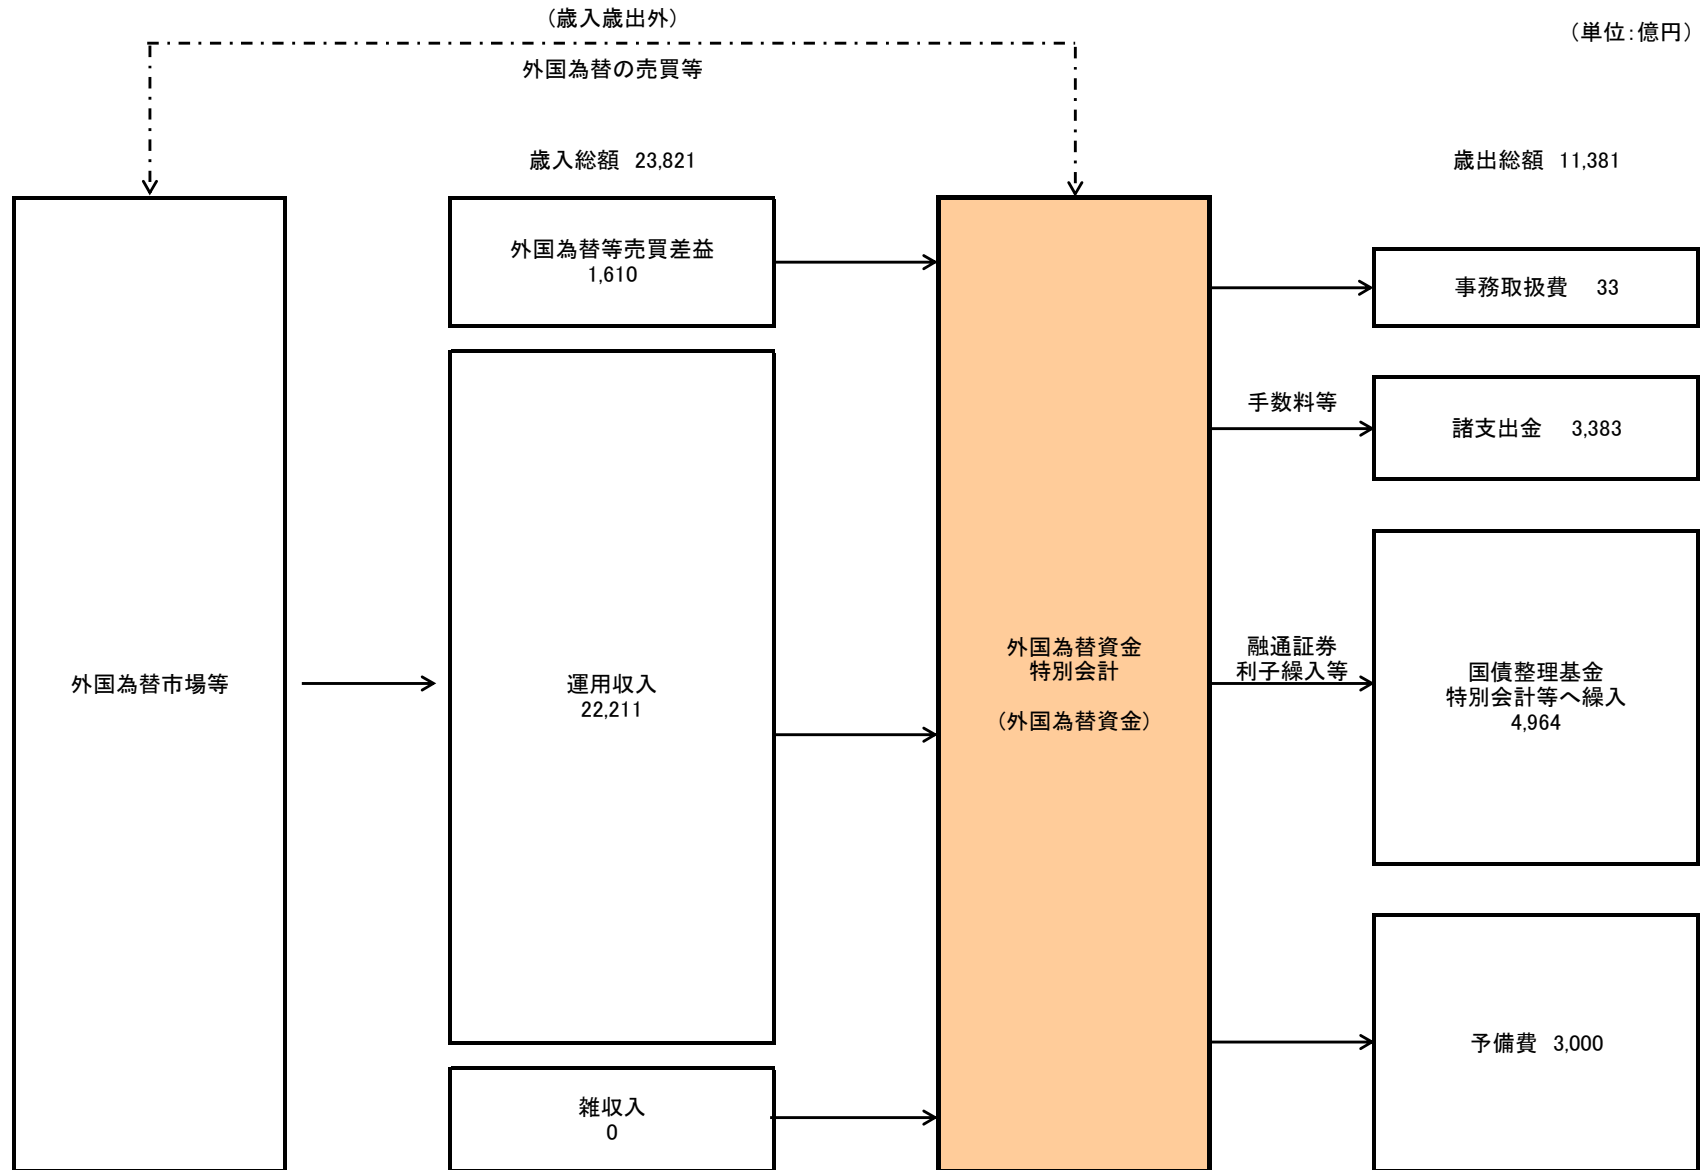 （歳入歳出外）
（単位：億円）
外国為替の売買等
歳入総額 23,821
歳出総額 11,381
外国為替市場等
外国為替等売買差益
1,610
運用収入
22,211
雑収入
0
外国為替資金
特別会計
（外国為替資金）
事務取扱費 33
手数料等
諸支出金 3,383
融通証券
利子繰入等
国債整理基金
特別会計等へ繰入
4,964
予備費 3,000